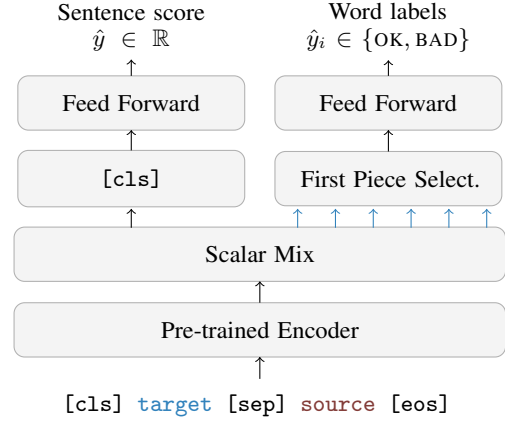 Sentence score
ŷ ∈ ℝ
Word labels
ŷᵢ ∈ {OK, BAD}
Feed Forward
Feed Forward
[cls]
First Piece Select.
Scalar Mix
Pre-trained Encoder
[cls] target [sep] source [eos]